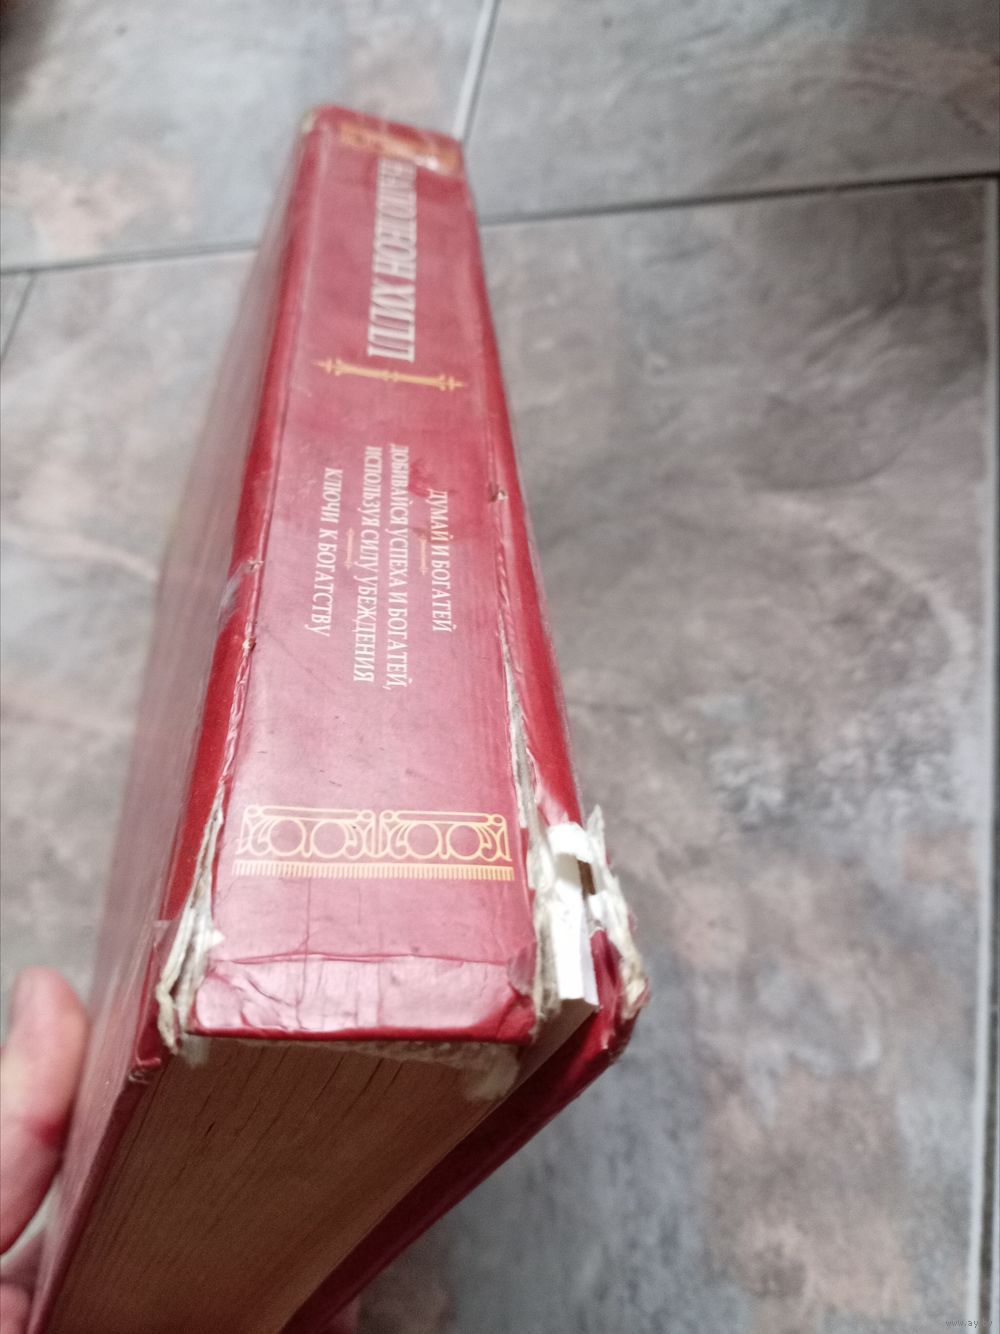 НАПОЛЕОН ХИЛЛ
ДУМАЙ И БОГАТЕЙ
ДОБИВАЙСЯ УСПЕХА И БОГАТЕЙ,
ИСПОЛЬЗУЯ СИЛУ УБЕЖДЕНИЯ
КЛЮЧИ К БОГАТСТВУ